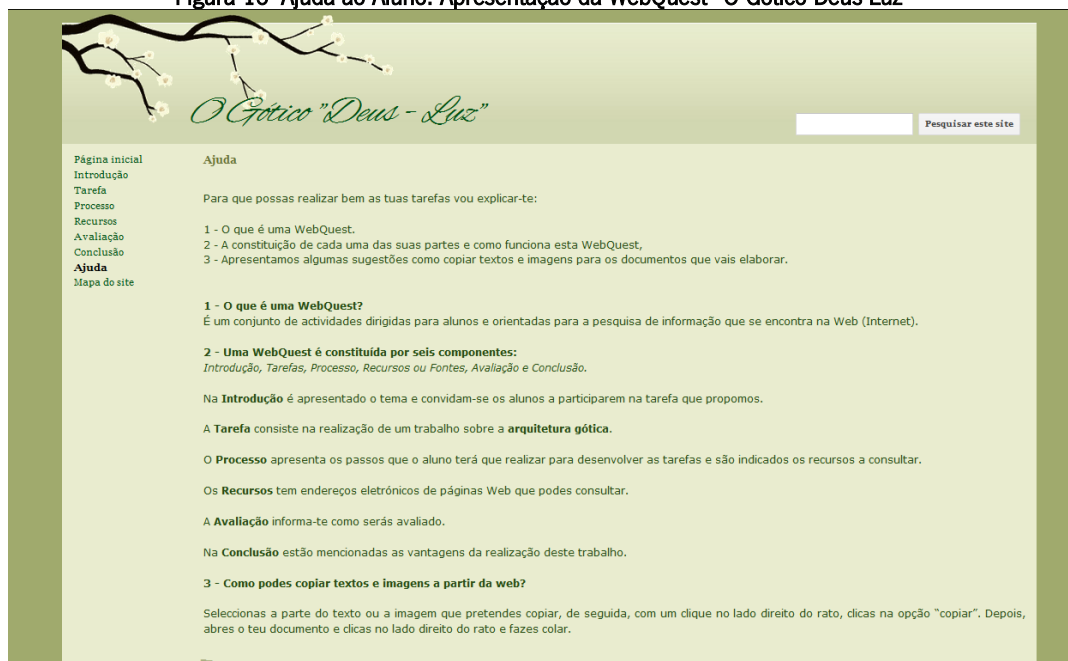 Figura 16- Ajuda ao Aluno: Apresentação da WebQuest “O Gótico Deus Luz”
O Gótico "Deus - Luz"
Pesquisar este site
Página inicial
Introdução
Tarefa
Processo
Recursos
Avaliação
Conclusão
Ajuda
Mapa do site
Ajuda
Para que possas realizar bem as tuas tarefas vou explicar-te:
1 - O que é uma WebQuest.
2 - A constituição de cada uma das suas partes e como funciona esta WebQuest,
3 - Apresentamos algumas sugestões como copiar textos e imagens para os documentos que vais elaborar.
1 - O que é uma WebQuest?
É um conjunto de actividades dirigidas para alunos e orientadas para a pesquisa de informação que se encontra na Web (Internet).
2 - Uma WebQuest é constituída por seis componentes:
Introdução, Tarefas, Processo, Recursos ou Fontes, Avaliação e Conclusão.
Na Introdução é apresentado o tema e convidam-se os alunos a participarem na tarefa que propomos.
A Tarefa consiste na realização de um trabalho sobre a arquitetura gótica.
O Processo apresenta os passos que o aluno terá que realizar para desenvolver as tarefas e são indicados os recursos a consultar.
Os Recursos tem endereços eletrónicos de páginas Web que podes consultar.
A Avaliação informa-te como serás avaliado.
Na Conclusão estão mencionadas as vantagens da realização deste trabalho.
3 - Como podes copiar textos e imagens a partir da web?
Seleccionas a parte do texto ou a imagem que pretendes copiar, de seguida, com um clique no lado direito do rato, clicas na opção “copiar”. Depois,
abres o teu documento e clicas no lado direito do rato e fazes colar.